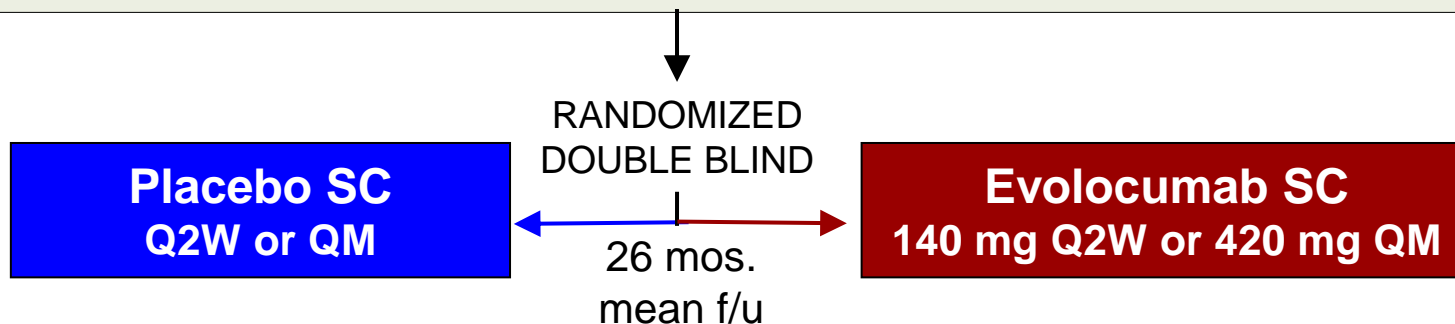 RANDOMIZED
DOUBLE BLIND
Placebo SC
Q2W or QM
Evolocumab SC
140 mg Q2W or 420 mg QM
26 mos.
mean f/u